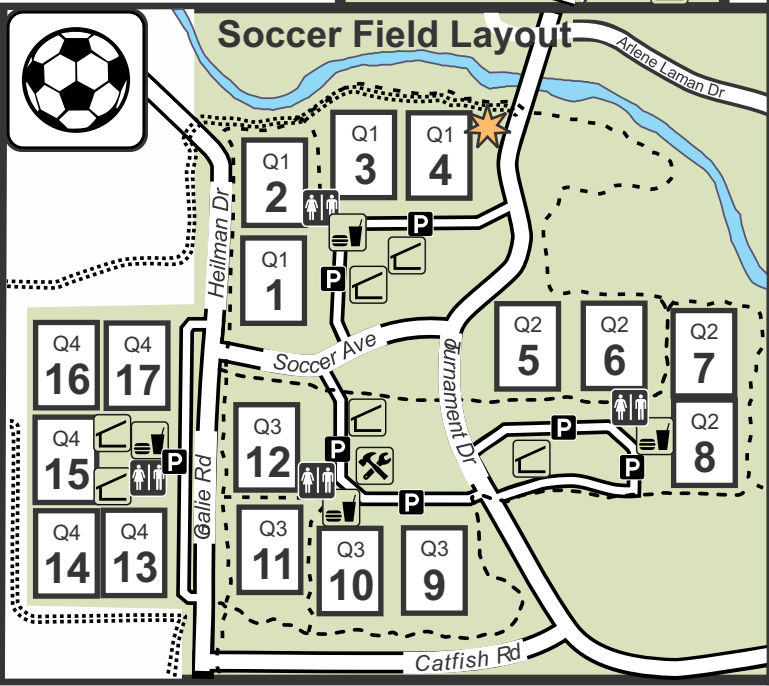 Soccer Field Layout
Arlene Laman Dr
Q1
2
Q1
3
Q1
4
Heilman Dr
P
Q1
1
P
Soccer Ave
Turnament Dr
Q2
5
Q2
6
Q2
7
Q4
16
Q4
17
Q3
12
P
P
Q2
8
Q4
15
P
Galie Rd
P
P
Q4
14
Q4
13
Q3
11
Q3
10
Q3
9
Catfish Rd